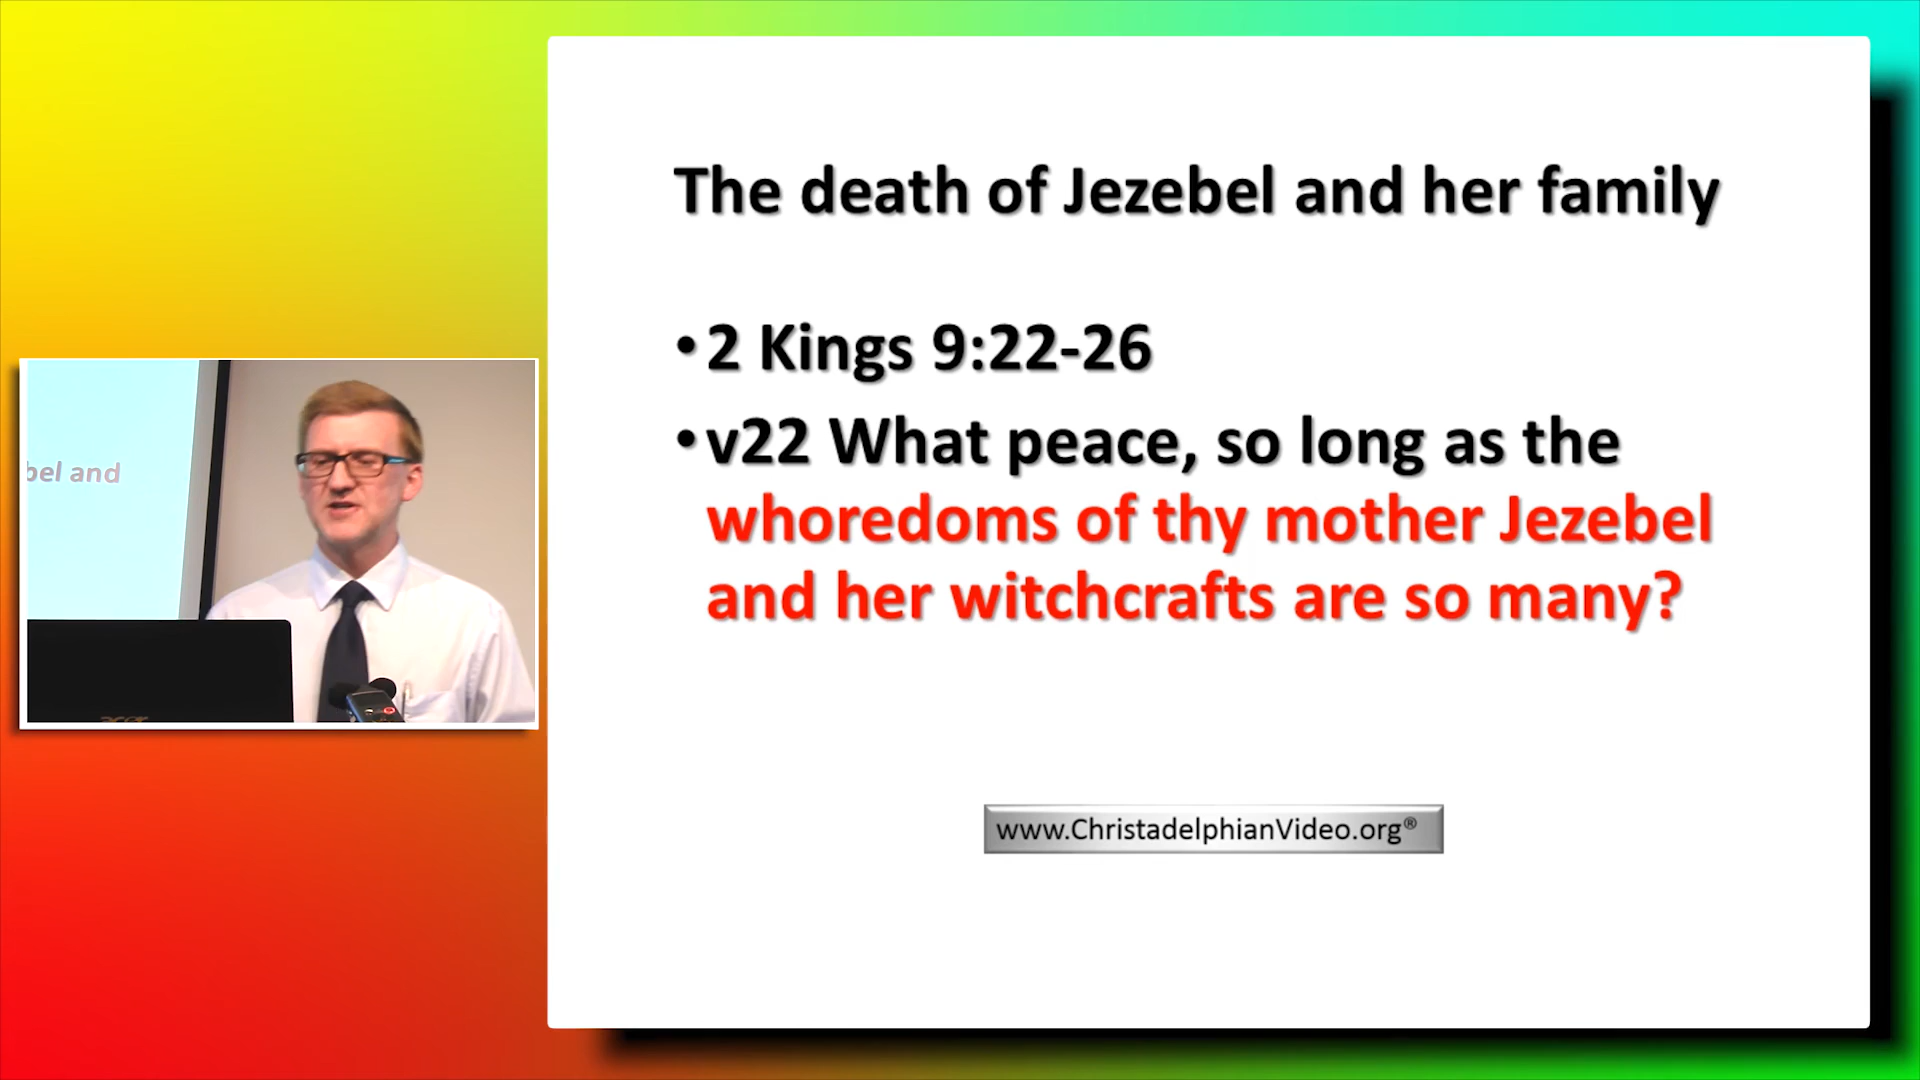 The death of Jezebel and her family
•2 Kings 9:22-26
•v22 What peace, so long as the
whoredoms of thy mother Jezebel
and her witchcrafts are so many?
www.ChristadelphianVideo.org®
bel and
acer